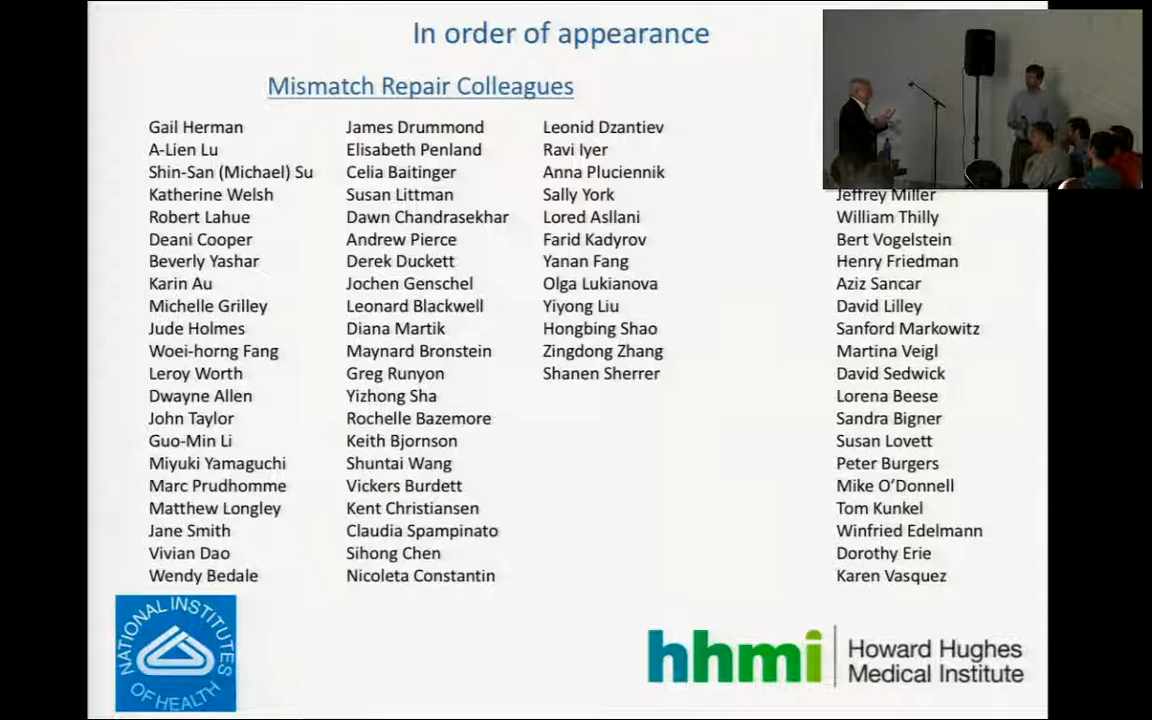 In order of appearance
Mismatch Repair Colleagues
Gail Herman
A-Lien Lu
Shin-San (Michael) Su
Katherine Welsh
Robert Lahue
Deani Cooper
Beverly Yashar
Karin Au
Michelle Grilley
Jude Holmes
Woei-horng Fang
Leroy Worth
Dwayne Allen
John Taylor
Guo-Min Li
Miyuki Yamaguchi
Marc Prudhomme
Matthew Longley
Jane Smith
Vivian Dao
Wendy Bedale
James Drummond
Elisabeth Penland
Celia Baitinger
Susan Littman
Dawn Chandrasekhar
Andrew Pierce
Derek Duckett
Jochen Genschel
Leonard Blackwell
Diana Martik
Maynard Bronstein
Greg Runyon
Yizhong Sha
Rochelle Bazemore
Keith Bjornson
Shuntai Wang
Vickers Burdett
Kent Christiansen
Claudia Spampinato
Sihong Chen
Nicoleta Constantin
Leonid Dzantiev
Ravi Iyer
Anna Pluciennik
Sally York
Lored Asllani
Farid Kadyrov
Yanan Fang
Olga Lukianova
Yiyong Liu
Hongbing Shao
Zingdong Zhang
Shanen Sherrer
Jeffrey Miller
William Thilly
Bert Vogelstein
Henry Friedman
Aziz Sancar
David Lilley
Sanford Markowitz
Martina Veigl
David Sedwick
Lorena Beese
Sandra Bigner
Susan Lovett
Peter Burgers
Mike O’Donnell
Tom Kunkel
Winfried Edelmann
Dorothy Erie
Karen Vasquez
NATIONAL INSTITUTES
OF HEALTH
hhmi
Howard Hughes
Medical Institute